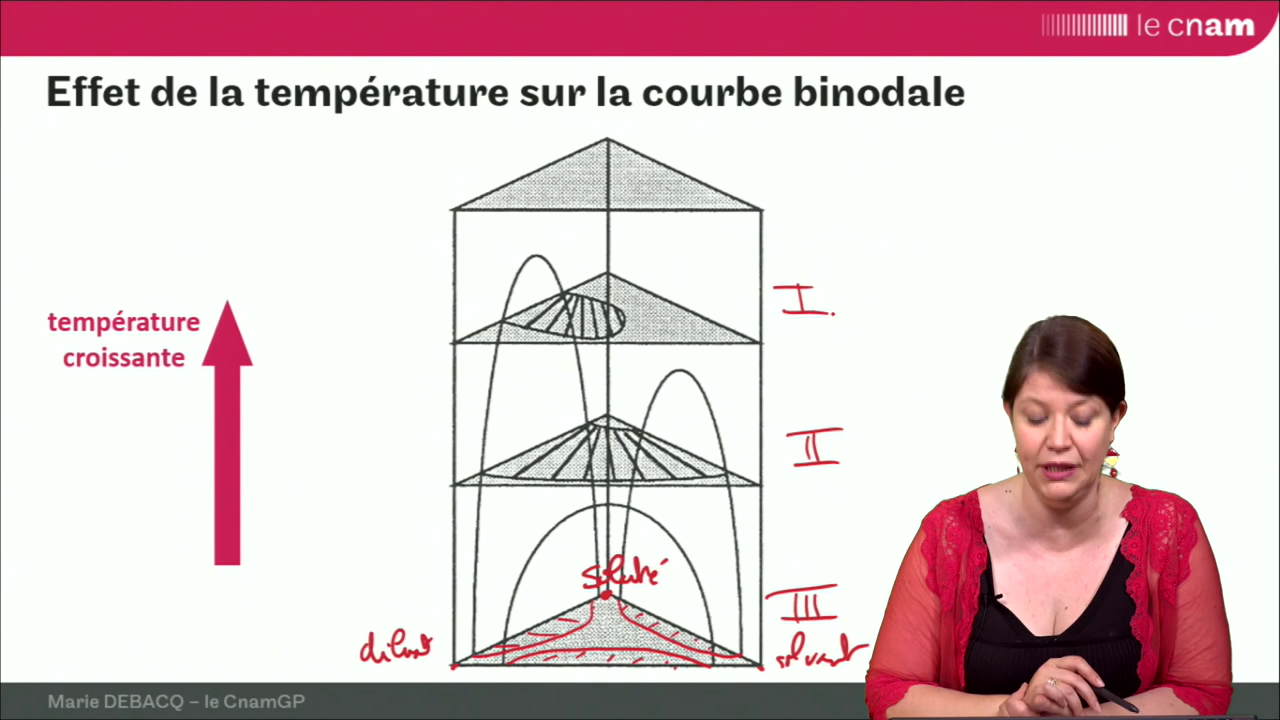 le cnam
Effet de la température sur la courbe binodale
température
croissante
I.
II
III
soluté
diluant
solvant
Marie DEBACQ – le CnamGP